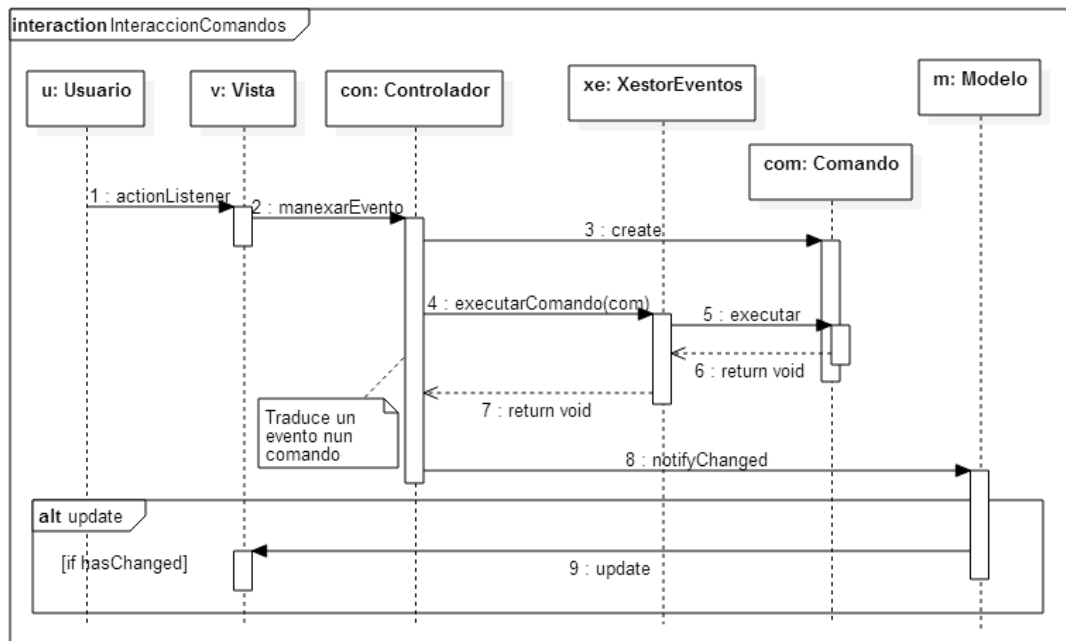 interaction InteraccionComandos
u: Usuario
v: Vista
con: Controlador
xe: XestorEventos
m: Modelo
com: Comando
1 : actionListener
2 : manexarEvento
3 : create
4 : executarComando(com)
5 : executar
6 : return void
7 : return void
Traduce un
evento nun
comando
8 : notifyChanged
alt update
[if hasChanged]
9 : update